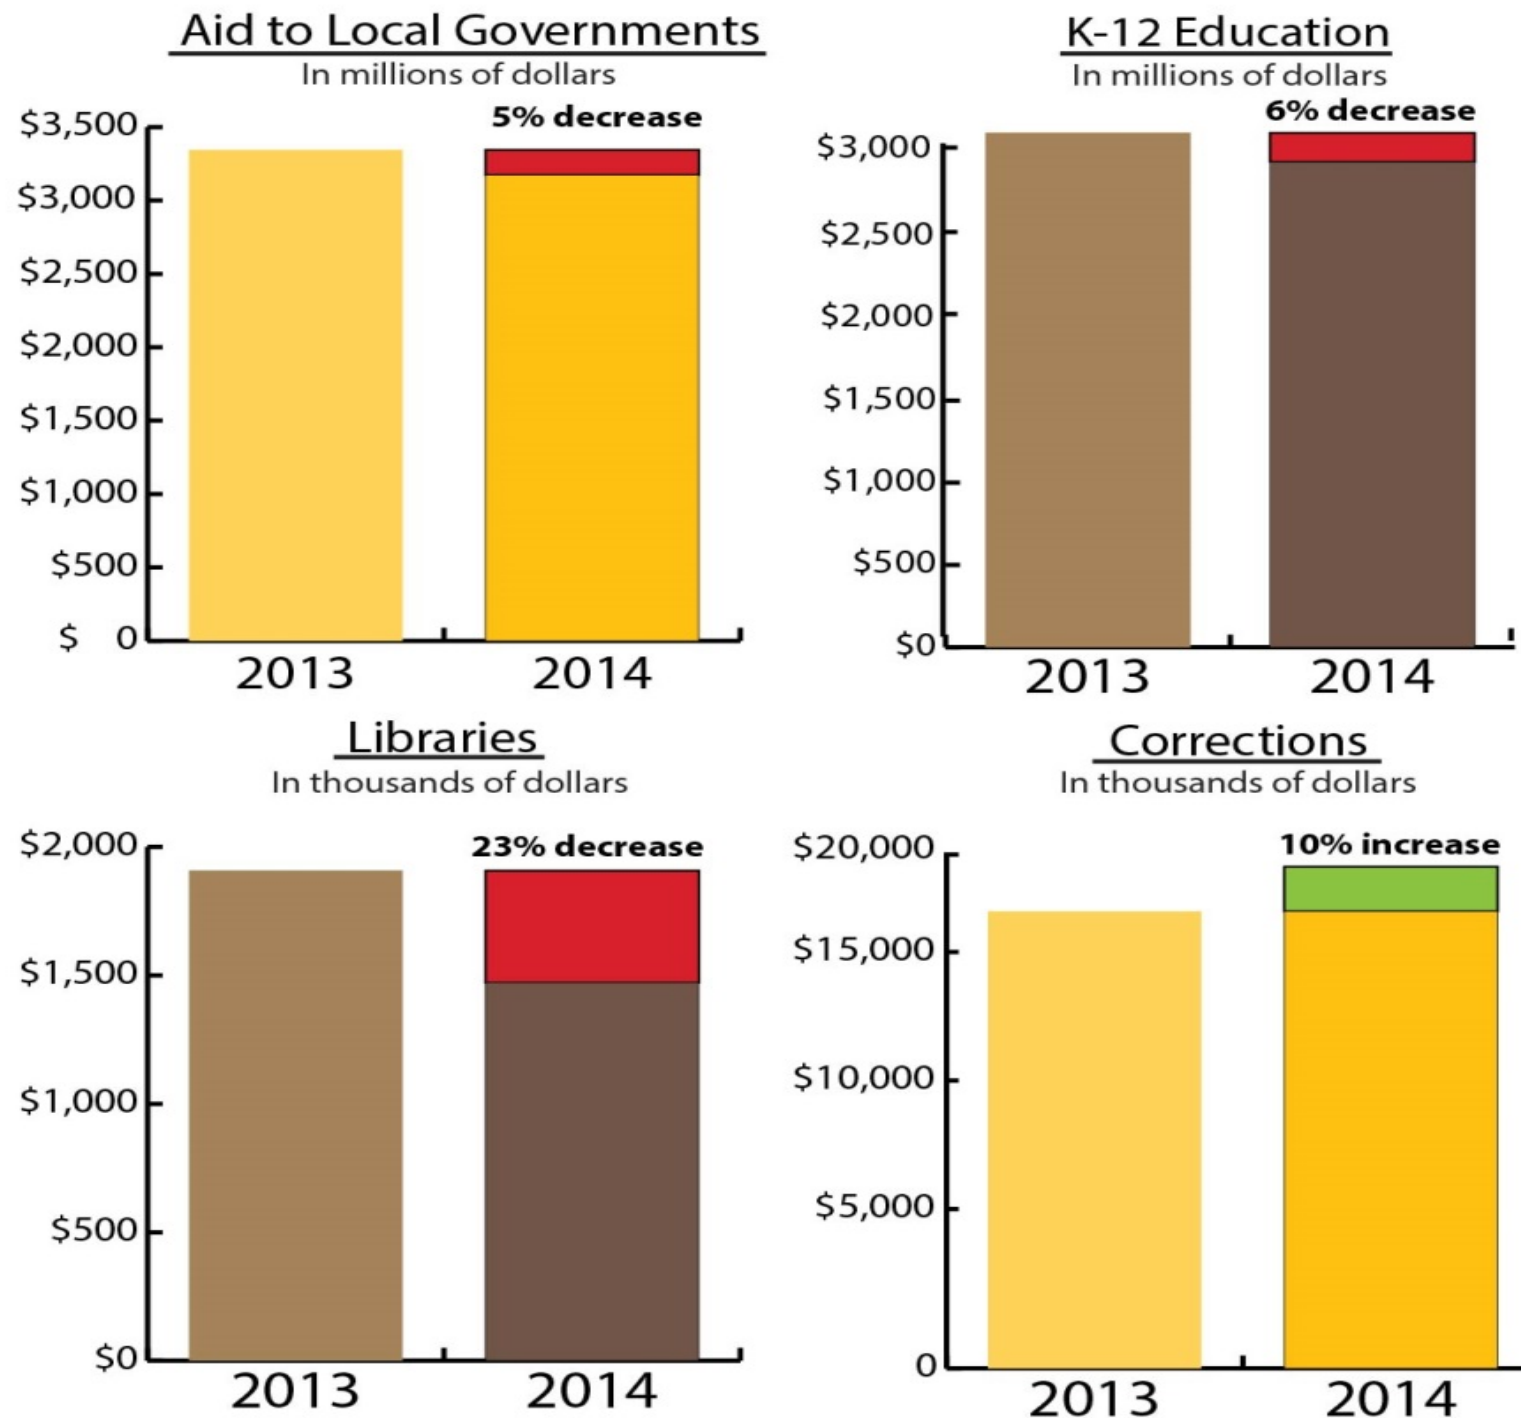 Aid to Local Governments
In millions of dollars
5% decrease
$3,500
$3,000
$2,500
$2,000
$1,500
$1,000
$500
$ 0
2013 2014
K-12 Education
In millions of dollars
6% decrease
$3,000
$2,500
$2,000
$1,500
$1,000
$500
$0
2013 2014
Libraries
In thousands of dollars
23% decrease
$2,000
$1,500
$1,000
$500
$0
2013 2014
Corrections
In thousands of dollars
10% increase
$20,000
$15,000
$10,000
$5,000
0
2013 2014